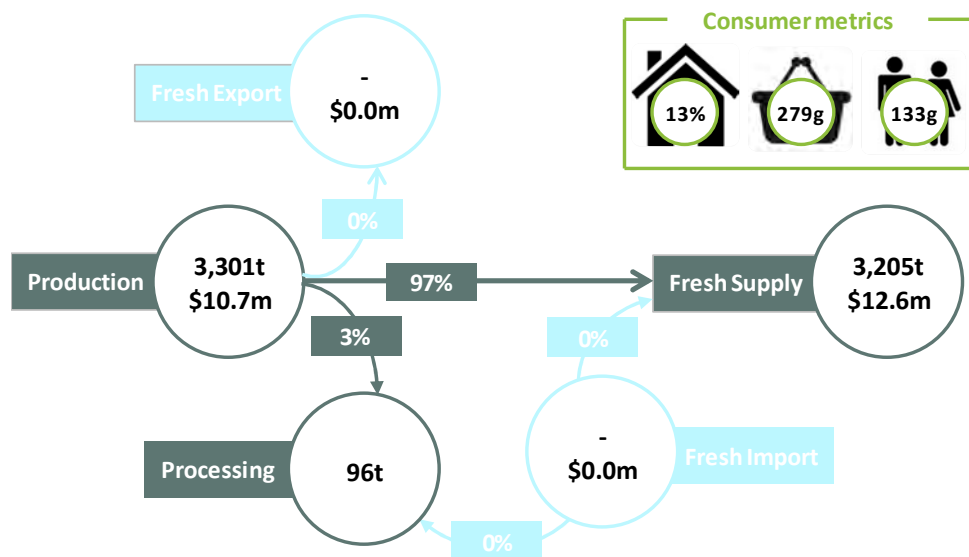 Consumer metrics
13%
279g
133g
Fresh Export
-
$0.0m
0%
Production
3,301t
$10.7m
97%
Fresh Supply
3,205t
$12.6m
3%
0%
Processing
96t
-
$0.0m
Fresh Import
0%